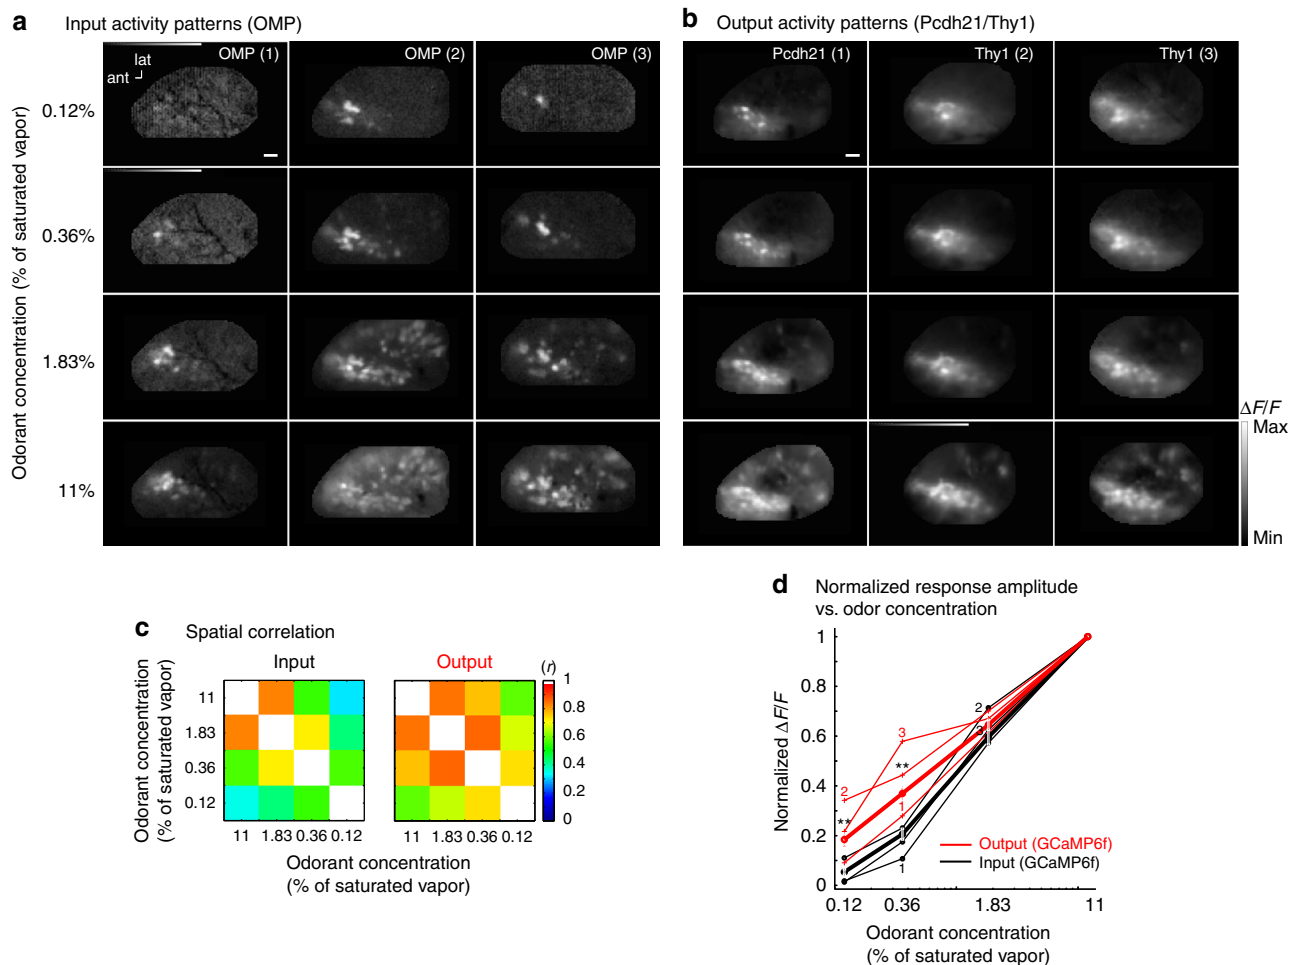 a Input activity patterns (OMP)
b Output activity patterns (Pcdh21/Thy1)
OMP (1)
OMP (2)
OMP (3)
Pcdh21 (1)
Thy1 (2)
Thy1 (3)
lat
ant
Odorant concentration (% of saturated vapor)
0.12%
0.36%
1.83%
11%
ΔF/F
Max
Min
c Spatial correlation
Input
Output
(r)
Odorant concentration
(% of saturated vapor)
11
1.83
0.36
0.12
11 1.83 0.36 0.12
11 1.83 0.36 0.12
Odorant concentration
(% of saturated vapor)
1
0.8
0.6
0.4
0.2
0
d Normalized response amplitude
vs. odor concentration
Normalized ΔF/F
1
0.8
0.6
0.4
0.2
0
2
3
3
**
2
**
1
1
Output (GCaMP6f)
Input (GCaMP6f)
0.12 0.36 1.83 11
Odorant concentration
(% of saturated vapor)